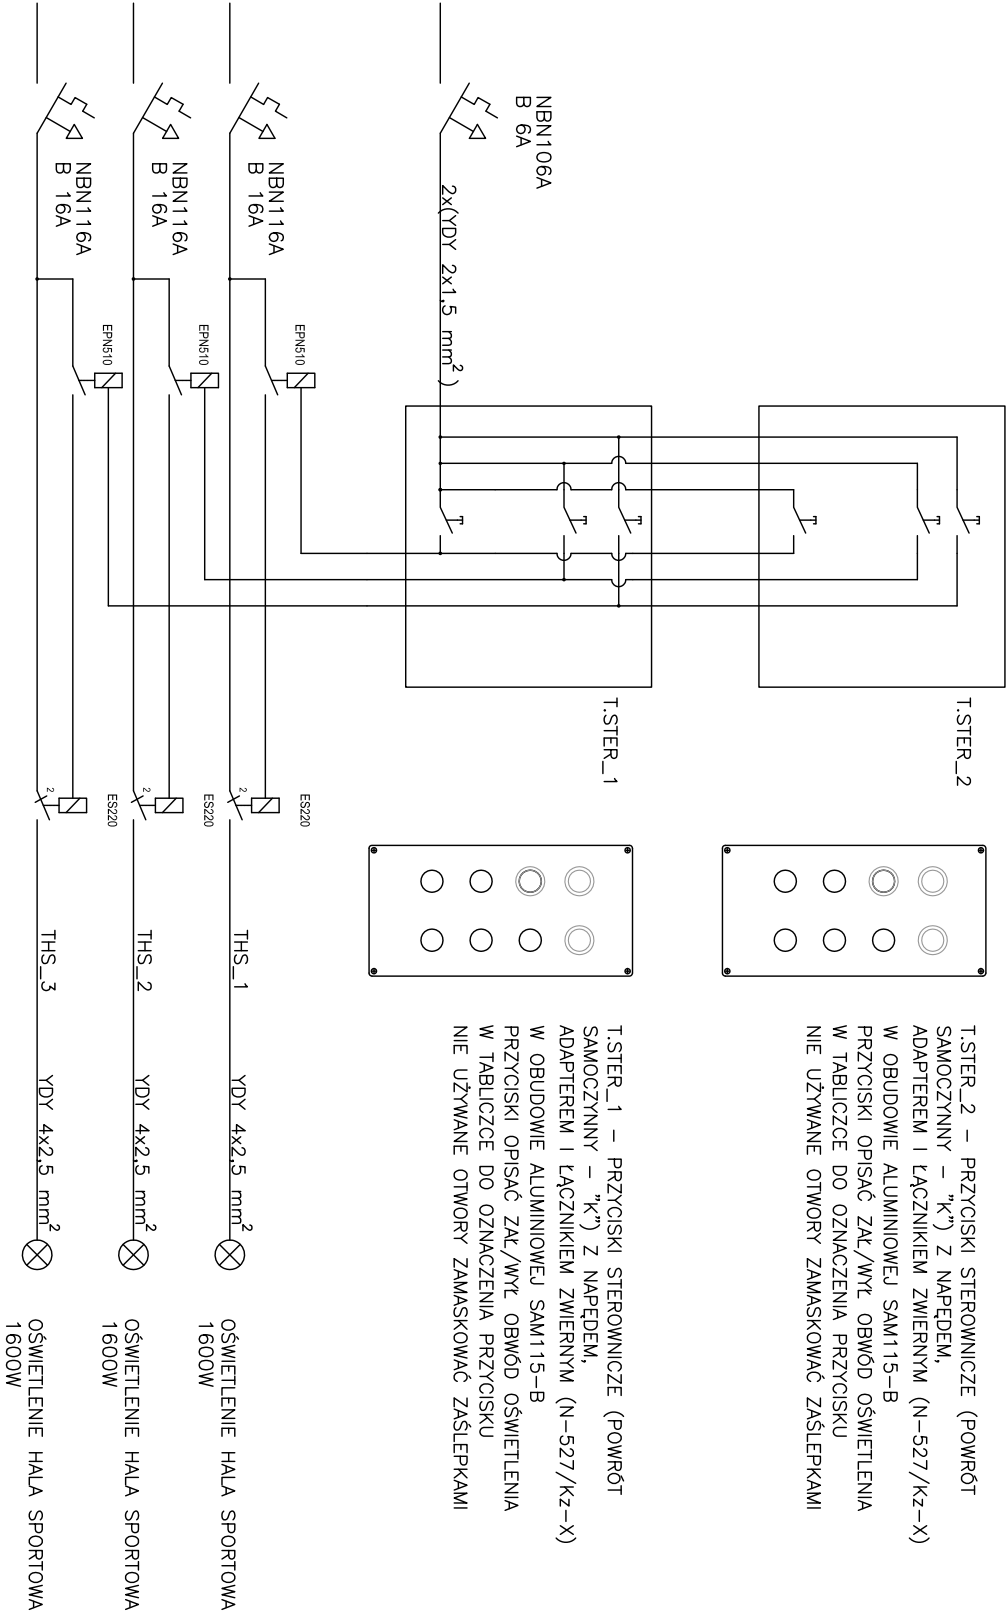 NBN106A
B 6A
2x(YDY 2x1,5 mm²)
NBN116A
B 16A
NBN116A
B 16A
NBN116A
B 16A
EPN510
EPN510
EPN510
T.STER_2
T.STER_1
ES220
2
ES220
2
ES220
2
T.STER_2 – PRZYCISKI STEROWNICZE (POWRÓT
SAMOCZYNNY – "K") Z NAPĘDEM,
ADAPTEREM I ŁĄCZNIKIEM ZWIERNYM (N–527/Kz–X)
W OBUDOWIE ALUMINIOWEJ SAM115–B
PRZYCISKI OPISAĆ ZAŁ/WYŁ OBWÓD OŚWIETLENIA
W TABLICZCE DO OZNACZENIA PRZYCISKU
NIE UŻYWANE OTWORY ZAMASKOWAĆ ZAŚLEPKAMI
T.STER_1 – PRZYCISKI STEROWNICZE (POWRÓT
SAMOCZYNNY – "K") Z NAPĘDEM,
ADAPTEREM I ŁĄCZNIKIEM ZWIERNYM (N–527/Kz–X)
W OBUDOWIE ALUMINIOWEJ SAM115–B
PRZYCISKI OPISAĆ ZAŁ/WYŁ OBWÓD OŚWIETLENIA
W TABLICZCE DO OZNACZENIA PRZYCISKU
NIE UŻYWANE OTWORY ZAMASKOWAĆ ZAŚLEPKAMI
THS_1
YDY 4x2,5 mm²
OŚWIETLENIE HALA SPORTOWA
1600W
THS_2
YDY 4x2,5 mm²
OŚWIETLENIE HALA SPORTOWA
1600W
THS_3
YDY 4x2,5 mm²
OŚWIETLENIE HALA SPORTOWA
1600W